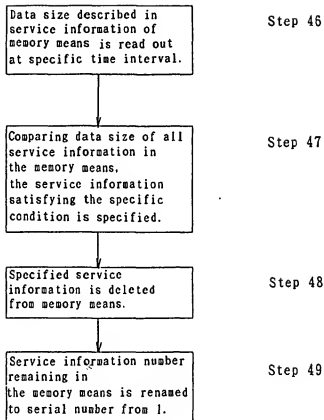 Data size described in
service information of
memory means is read out
at specific time interval.
Step 46
Comparing data size of all
service information in
the memory means,
the service information
satisfying the specific
condition is specified.
Step 47
Specified service
information is deleted
from memory means.
Step 48
Service information number
remaining in
the memory means is renamed
to serial number from 1.
Step 49